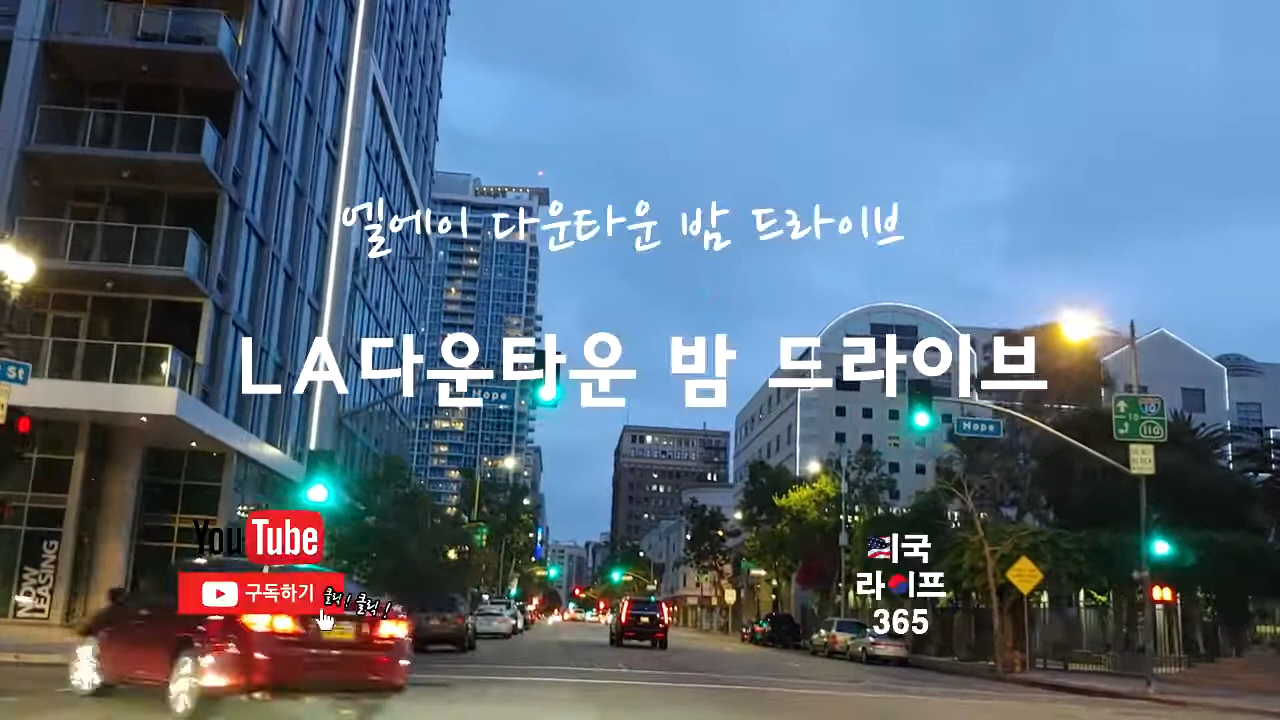 엘에이 다운타운 밤 드라이브
LA다운타운 밤 드라이브
Hope
Hope
St
10
110
NOW
LEASING
YouTube
구독하기
클릭! 클릭!
미국
라이프
365